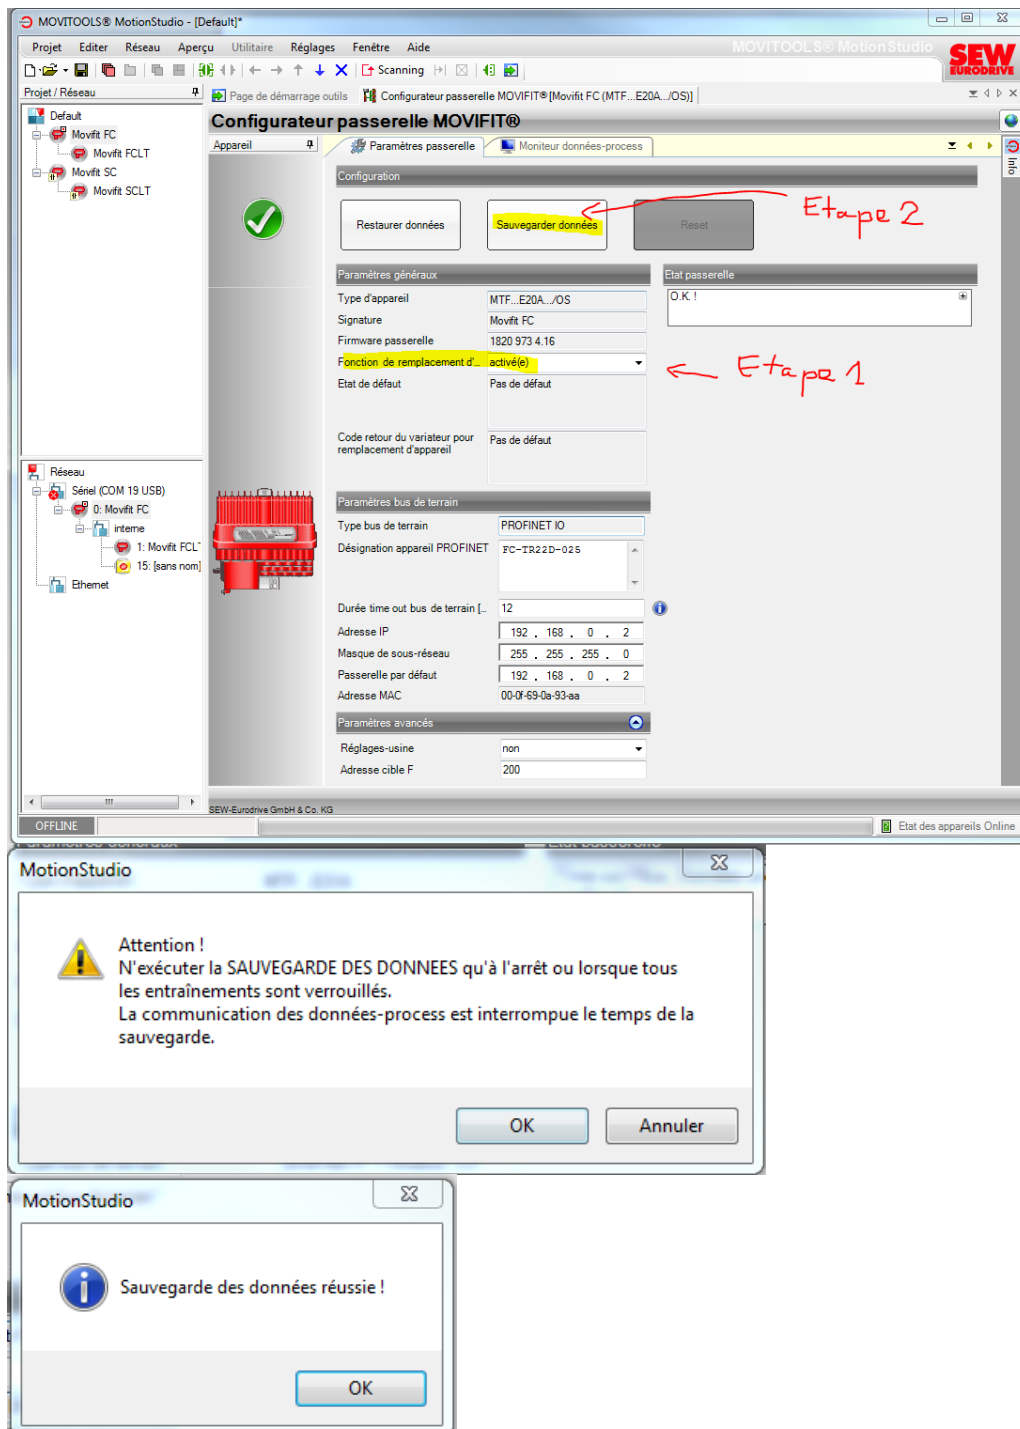 MOVITOOLS® MotionStudio - [Default]*
Projet Editer Réseau Aperçu Utilitaire Réglages Fenêtre Aide
MOVITOOLS® MotionStudio
SEW
EURODRIVE
Scanning
Projet / Réseau
Page de démarrage outils
Configurateur passerelle MOVIFIT® [Movifit FC (MTF...E20A.../OS)]
Default
Movifit FC
Movifit FCLT
Movifit SC
Movifit SCLT
Configurateur passerelle MOVIFIT®
Appareil
Paramètres passerelle
Moniteur données-process
Info
Configuration
Restaurer données
Sauvegarder données
Reset
Etape 2
Paramètres généraux
Etat passerelle
Type d'appareil
MTF...E20A.../OS
O.K. !
Signature
Movifit FC
Firmware passerelle
1820 973 4.16
Fonction de remplacement d'...
activé(e)
Etape 1
Etat de défaut
Pas de défaut
Code retour du variateur pour
remplacement d'appareil
Pas de défaut
Réseau
Sériel (COM 19 USB)
0: Movifit FC
interne
1: Movifit FCL
15: [sans nom]
Ethernet
Paramètres bus de terrain
Type bus de terrain
PROFINET IO
Désignation appareil PROFINET
FC-TR22D-025
Durée time out bus de terrain [...
12
Adresse IP
192 . 168 . 0 . 2
Masque de sous-réseau
255 . 255 . 255 . 0
Passerelle par défaut
192 . 168 . 0 . 2
Adresse MAC
00-0f-69-0a-93-aa
Paramètres avancés
Réglages-usine
non
Adresse cible F
200
SEW-Eurodrive GmbH & Co. KG
OFFLINE
Etat des appareils Online
MotionStudio
Attention !
N'exécuter la SAUVEGARDE DES DONNEES qu'à l'arrêt ou lorsque tous
les entraînements sont verrouillés.
La communication des données-process est interrompue le temps de la
sauvegarde.
OK
Annuler
MotionStudio
Sauvegarde des données réussie !
OK